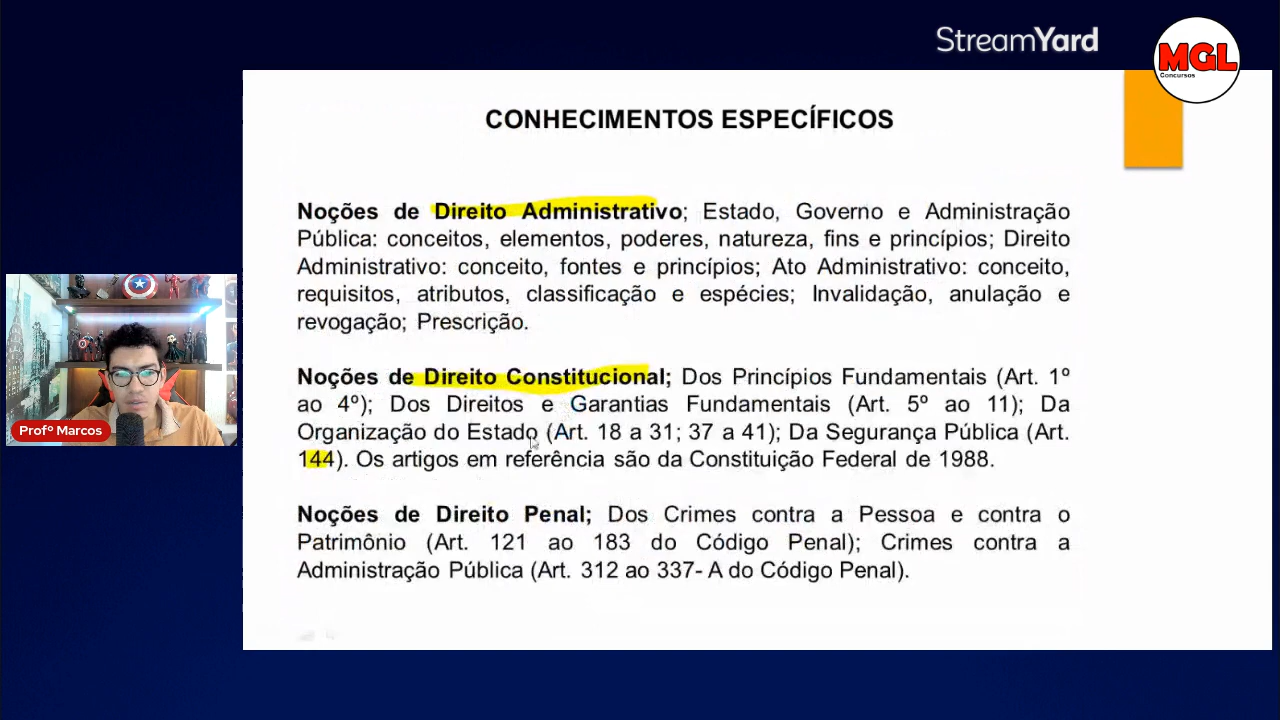 StreamYard
MGL
Concursos
CONHECIMENTOS ESPECÍFICOS
Noções de Direito Administrativo; Estado, Governo e Administração
Pública: conceitos, elementos, poderes, natureza, fins e princípios; Direito
Administrativo: conceito, fontes e princípios; Ato Administrativo: conceito,
requisitos, atributos, classificação e espécies; Invalidação, anulação e
revogação; Prescrição.
Noções de Direito Constitucional; Dos Princípios Fundamentais (Art. 1º
ao 4º); Dos Direitos e Garantias Fundamentais (Art. 5º ao 11); Da
Organização do Estado (Art. 18 a 31; 37 a 41); Da Segurança Pública (Art.
144). Os artigos em referência são da Constituição Federal de 1988.
Noções de Direito Penal; Dos Crimes contra a Pessoa e contra o
Patrimônio (Art. 121 ao 183 do Código Penal); Crimes contra a
Administração Pública (Art. 312 ao 337- A do Código Penal).
Profº Marcos